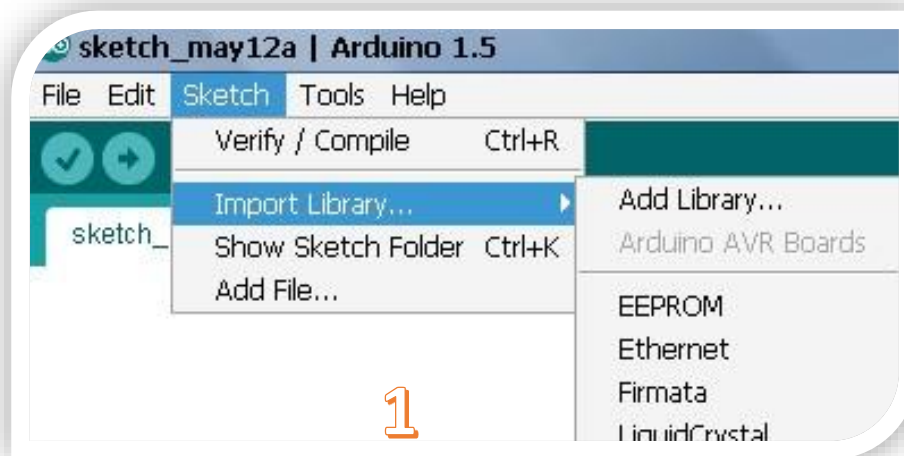 sketch_may12a | Arduino 1.5
File Edit Sketch Tools Help
Verify / Compile Ctrl+R
Import Library...
Show Sketch Folder Ctrl+K
Add File...
sketch_
Add Library...
Arduino AVR Boards
EEPROM
Ethernet
Firmata
LiquidCrystal
1